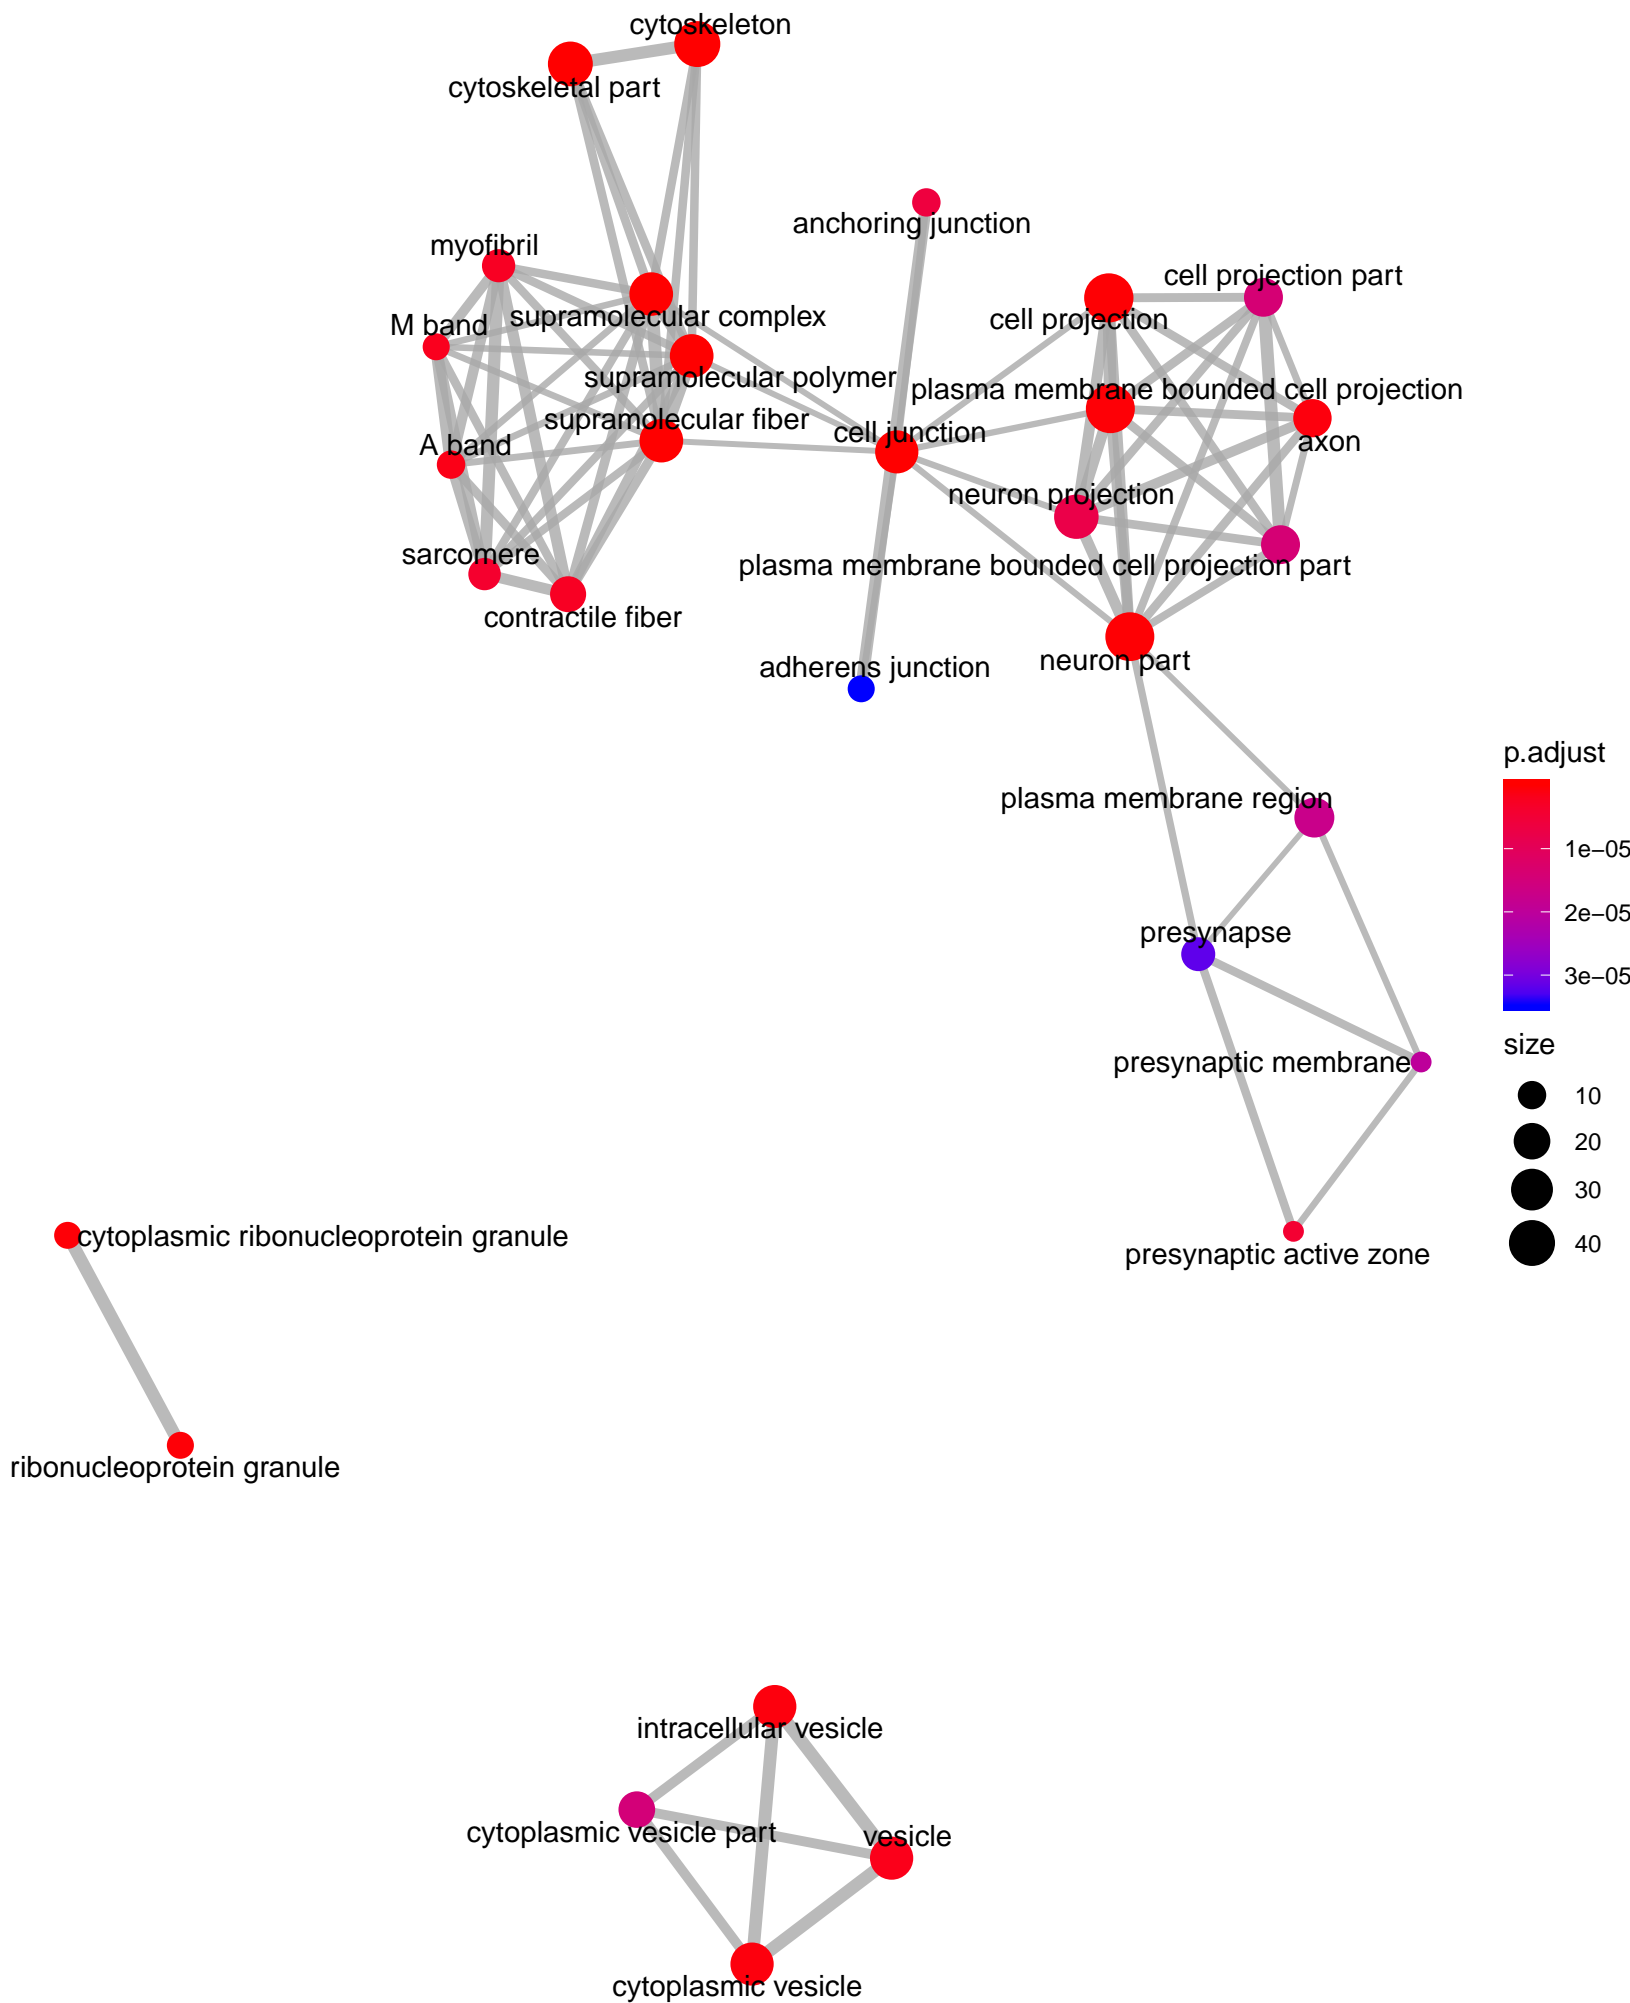 cytoskeleton
cytoskeletal part
anchoring junction
myofibril
cell projection part
M band
supramolecular complex
cell projection
supramolecular polymer
plasma membrane bounded cell projection
supramolecular fiber
cell junction
A band
axon
neuron projection
sarcomere
plasma membrane bounded cell projection part
contractile fiber
adherens junction
neuron part
p.adjust
plasma membrane region
1e−05
2e−05
presynapse
3e−05
size
presynaptic membrane
10
20
30
40
cytoplasmic ribonucleoprotein granule
presynaptic active zone
ribonucleoprotein granule
intracellular vesicle
cytoplasmic vesicle part
vesicle
cytoplasmic vesicle